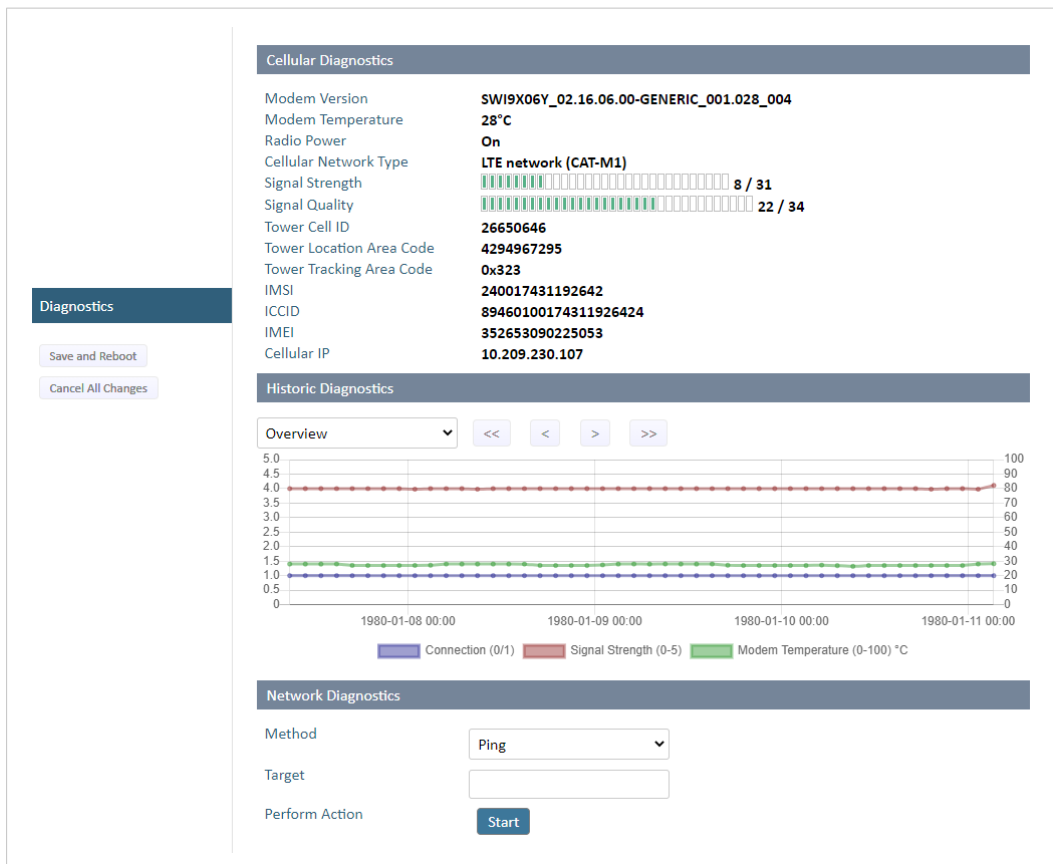 Cellular Diagnostics
Modem Version SWI9X06Y_02.16.06.00-GENERIC_001.028_004
Modem Temperature 28°C
Radio Power On
Cellular Network Type LTE network (CAT-M1)
Signal Strength 8 / 31
Signal Quality 22 / 34
Tower Cell ID 26650646
Tower Location Area Code 4294967295
Tower Tracking Area Code 0x323
IMSI 240017431192642
ICCID 89460100174311926424
IMEI 352653090225053
Cellular IP 10.209.230.107
Diagnostics
Save and Reboot
Cancel All Changes
Historic Diagnostics
Overview << < > >>
5.0 100
4.5 90
4.0 80
3.5 70
3.0 60
2.5 50
2.0 40
1.5 30
1.0 20
0.5 10
0 0
1980-01-08 00:00 1980-01-09 00:00 1980-01-10 00:00 1980-01-11 00:00
Connection (0/1) Signal Strength (0-5) Modem Temperature (0-100) °C
Network Diagnostics
Method Ping
Target
Perform Action Start